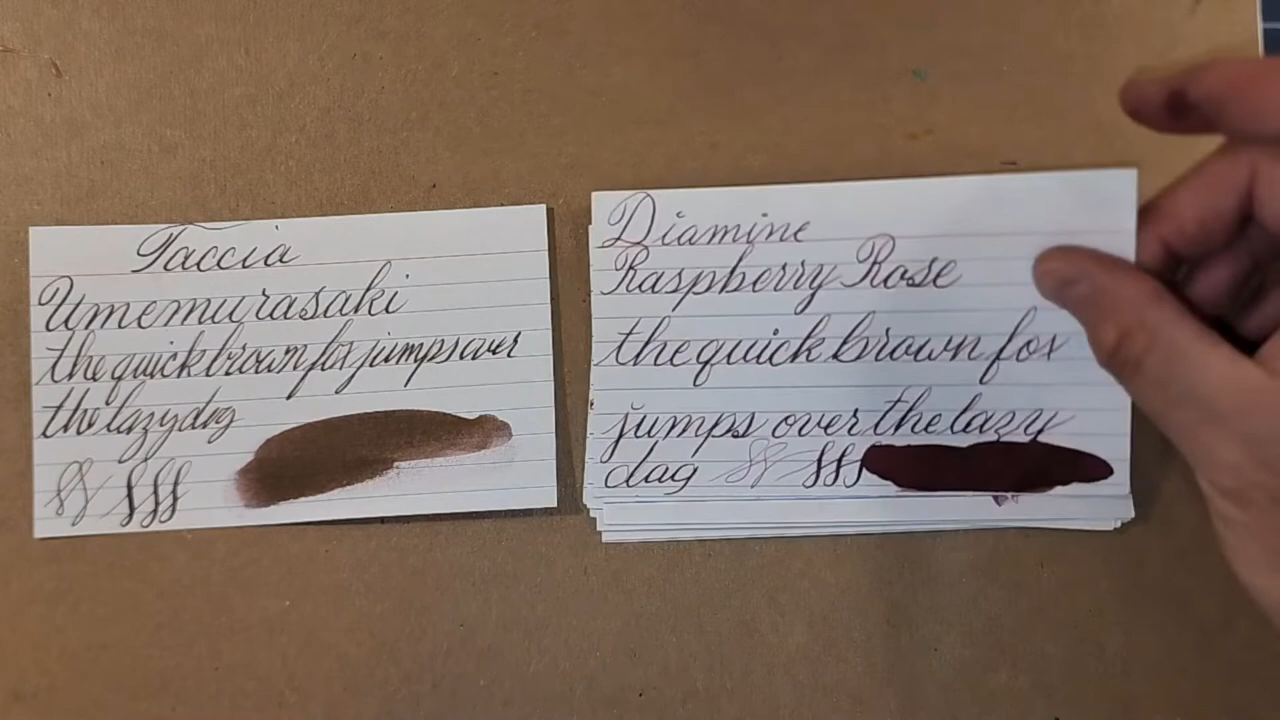 Taccia
Umemurasaki
the quick brown fox jumps over
the lazy dog
Diamine
Raspberry Rose
the quick brown fox
jumps over the lazy
dog